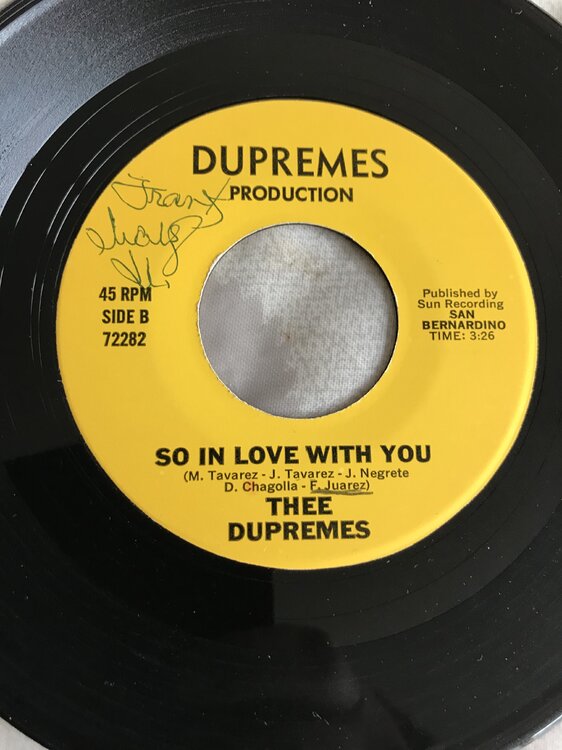 DUPREMES
PRODUCTION
Frank
45 RPM
SIDE B
72282
Published by
Sun Recording
SAN
BERNARDINO
TIME: 3:26
SO IN LOVE WITH YOU
(M. Tavarez - J. Tavarez - J. Negrete
D. Chagolla - F. Juarez)
THEE
DUPREMES